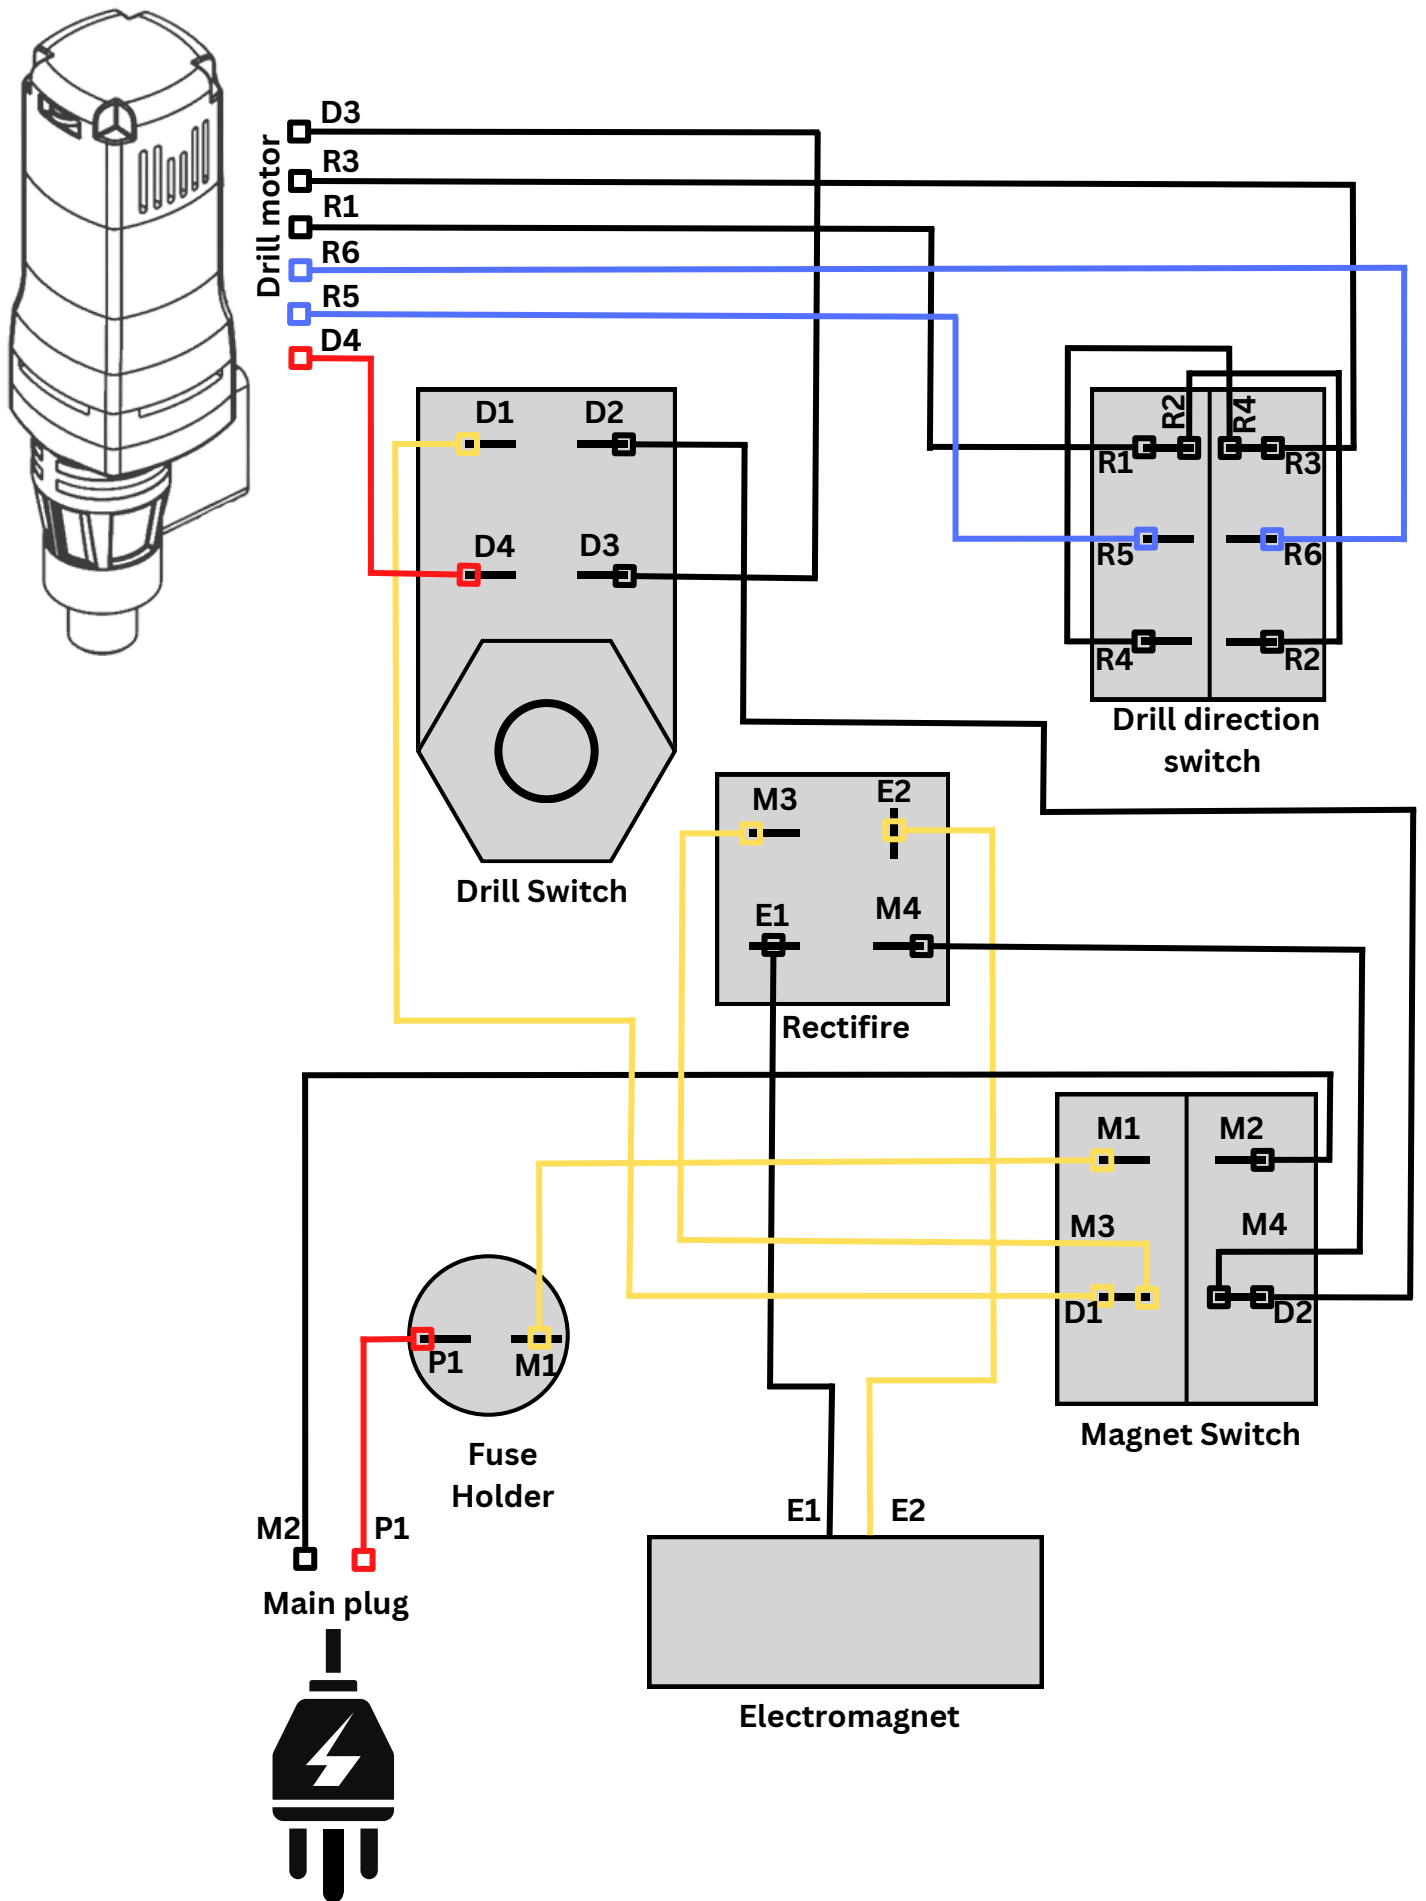 D3
R3
R1
R6
R5
D4
Drill motor
D1 D2
D4 D3
Drill Switch
R2 R4
R1 R3
R5 R6
R4 R2
Drill direction
switch
M3 E2
E1 M4
Rectifire
M1 M2
M3 M4
D1 D2
Magnet Switch
P1 M1
Fuse
Holder
M2 P1
Main plug
E1 E2
Electromagnet